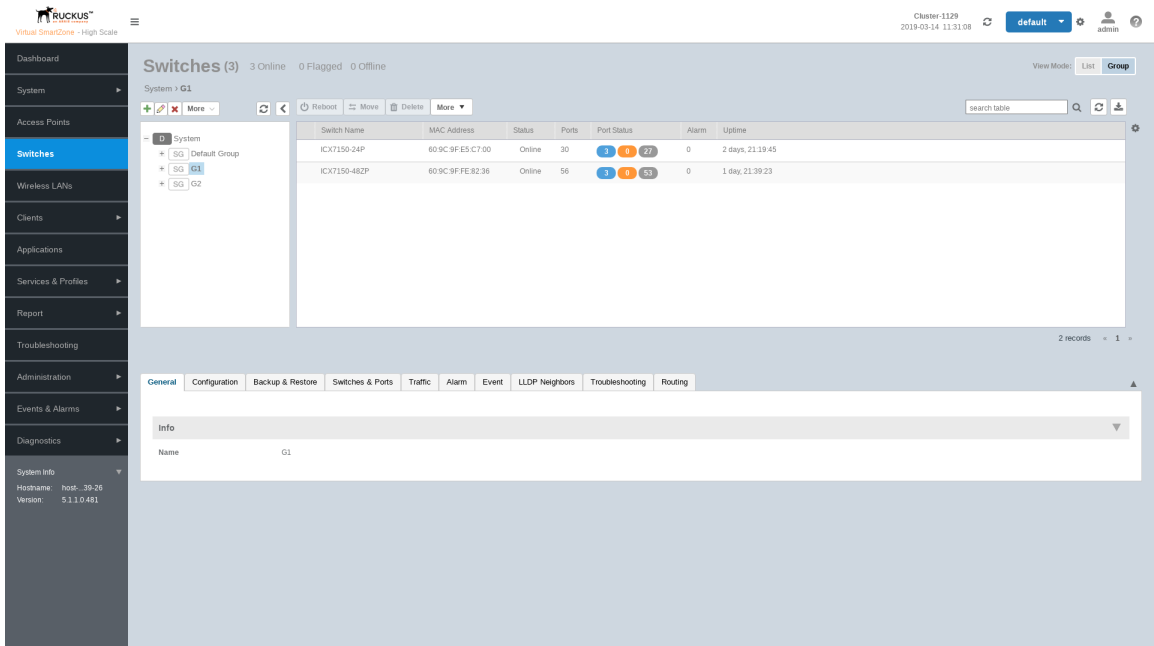 RUCKUS™
Virtual SmartZone - High Scale
Cluster-1129
2019-03-14 11:31:08
default
admin
Dashboard
System
Access Points
Switches
Wireless LANs
Clients
Applications
Services & Profiles
Report
Troubleshooting
Administration
Events & Alarms
Diagnostics
System Info
Hostname: host-...39-26
Version: 5.1.1.0.481
Switches (3) 3 Online 0 Flagged 0 Offline
View Mode: List Group
System > G1
More
Reboot Move Delete More
search table
D System
SG Default Group
SG G1
SG G2
Switch Name MAC Address Status Ports Port Status Alarm Uptime
ICX7150-24P 60:9C:9F:E5:C7:00 Online 30 3 0 27 0 2 days, 21:19:45
ICX7150-48ZP 60:9C:9F:FE:82:36 Online 56 3 0 53 0 1 day, 21:39:23
2 records « 1 »
General Configuration Backup & Restore Switches & Ports Traffic Alarm Event LLDP Neighbors Troubleshooting Routing
Info
Name G1